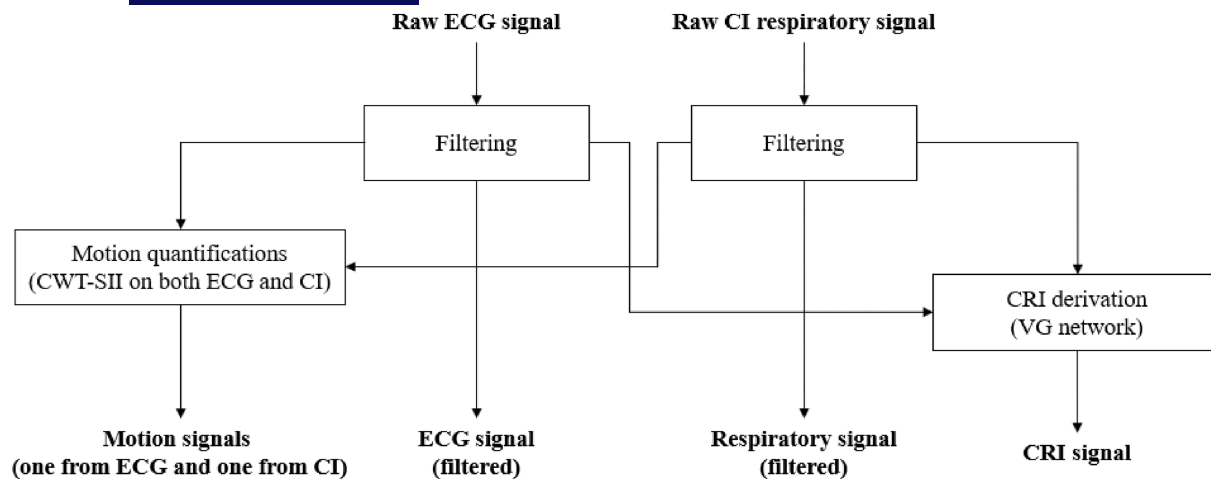 Raw ECG signal
Raw CI respiratory signal
Filtering
Filtering
Motion quantifications
(CWT-SII on both ECG and CI)
CRI derivation
(VG network)
Motion signals
(one from ECG and one from CI)
ECG signal
(filtered)
Respiratory signal
(filtered)
CRI signal